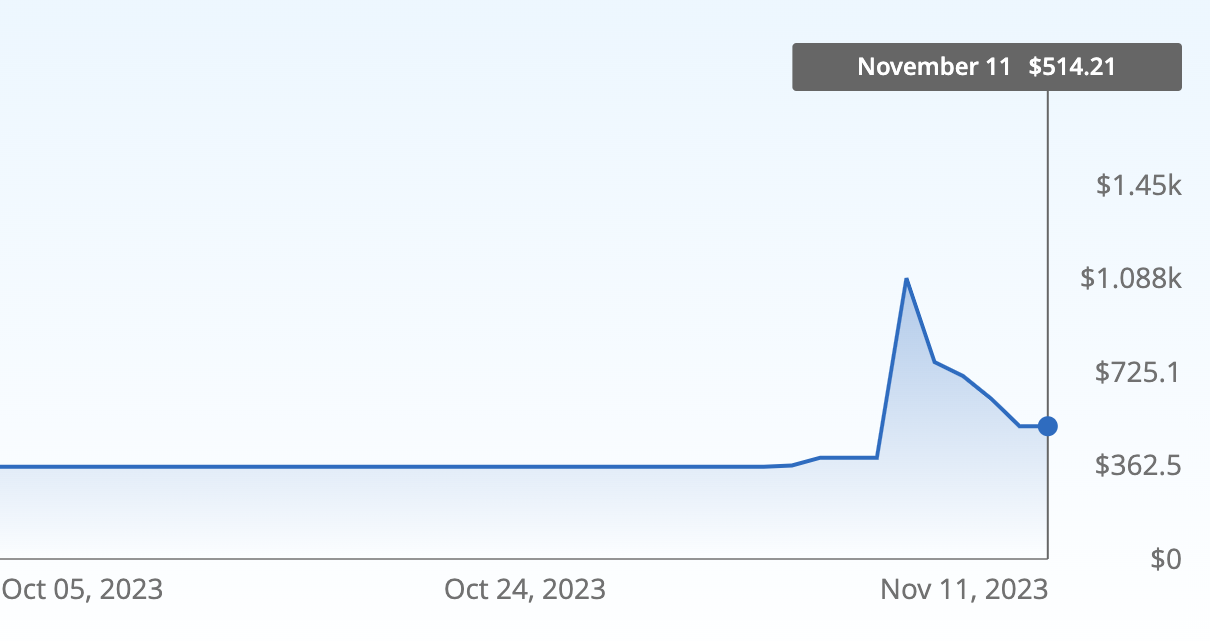 November 11 $514.21
$1.45k
$1.088k
$725.1
$362.5
$0
Oct 05, 2023 Oct 24, 2023 Nov 11, 2023